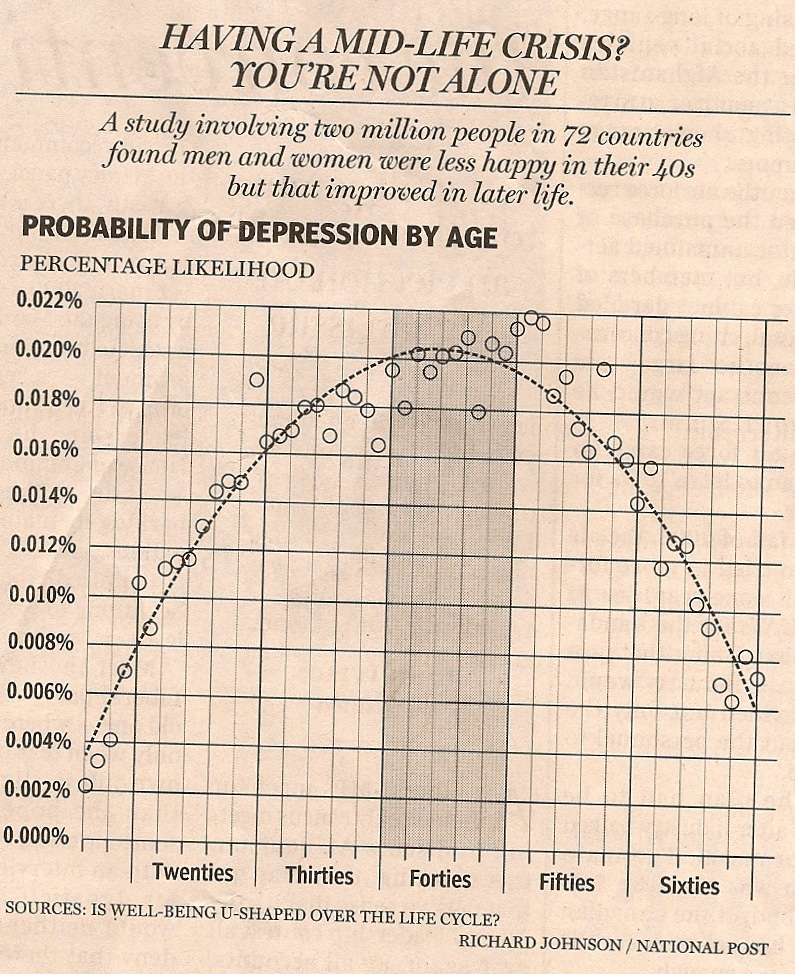 HAVING A MID-LIFE CRISIS?
YOU'RE NOT ALONE
A study involving two million people in 72 countries
found men and women were less happy in their 40s
but that improved in later life.
PROBABILITY OF DEPRESSION BY AGE
PERCENTAGE LIKELIHOOD
0.022%
0.020%
0.018%
0.016%
0.014%
0.012%
0.010%
0.008%
0.006%
0.004%
0.002%
0.000%
Twenties Thirties Forties Fifties Sixties
SOURCES: IS WELL-BEING U-SHAPED OVER THE LIFE CYCLE?
RICHARD JOHNSON / NATIONAL POST